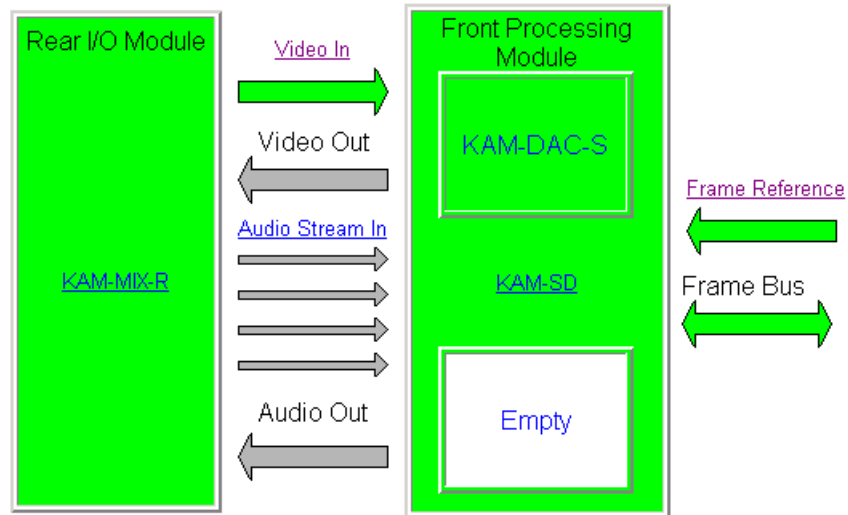 Rear I/O Module
KAM-MIX-R
Video In
Video Out
Audio Stream In
Audio Out
Front Processing
Module
KAM-DAC-S
KAM-SD
Empty
Frame Reference
Frame Bus